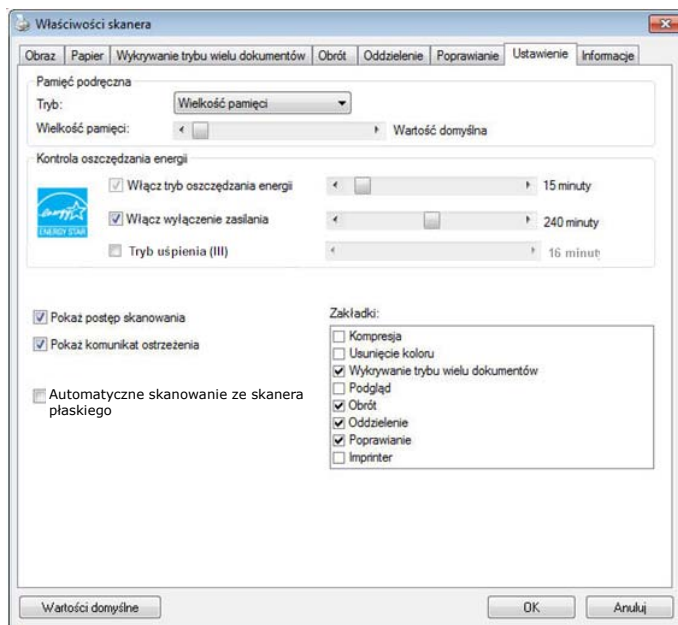 Właściwości skanera
Obraz Papier Wykrywanie trybu wielu dokumentów Obrót Oddzielenie Poprawianie Ustawienie Informacje
Pamięć podręczna
Tryb: Wielkość pamięci
Wielkość pamięci: Wartość domyślna
Kontrola oszczędzania energii
Włącz tryb oszczędzania energii 15 minuty
Włącz wyłączenie zasilania 240 minuty
Tryb uśpienia (III) 16 minuty
energy
ENERGY STAR
Pokaż postęp skanowania
Pokaż komunikat ostrzeżenia
Automatyczne skanowanie ze skanera
płaskiego
Zakładki:
Kompresja
Usunięcie koloru
Wykrywanie trybu wielu dokumentów
Podgląd
Obrót
Oddzielenie
Poprawianie
Imprinter
Wartości domyślne OK Anuluj